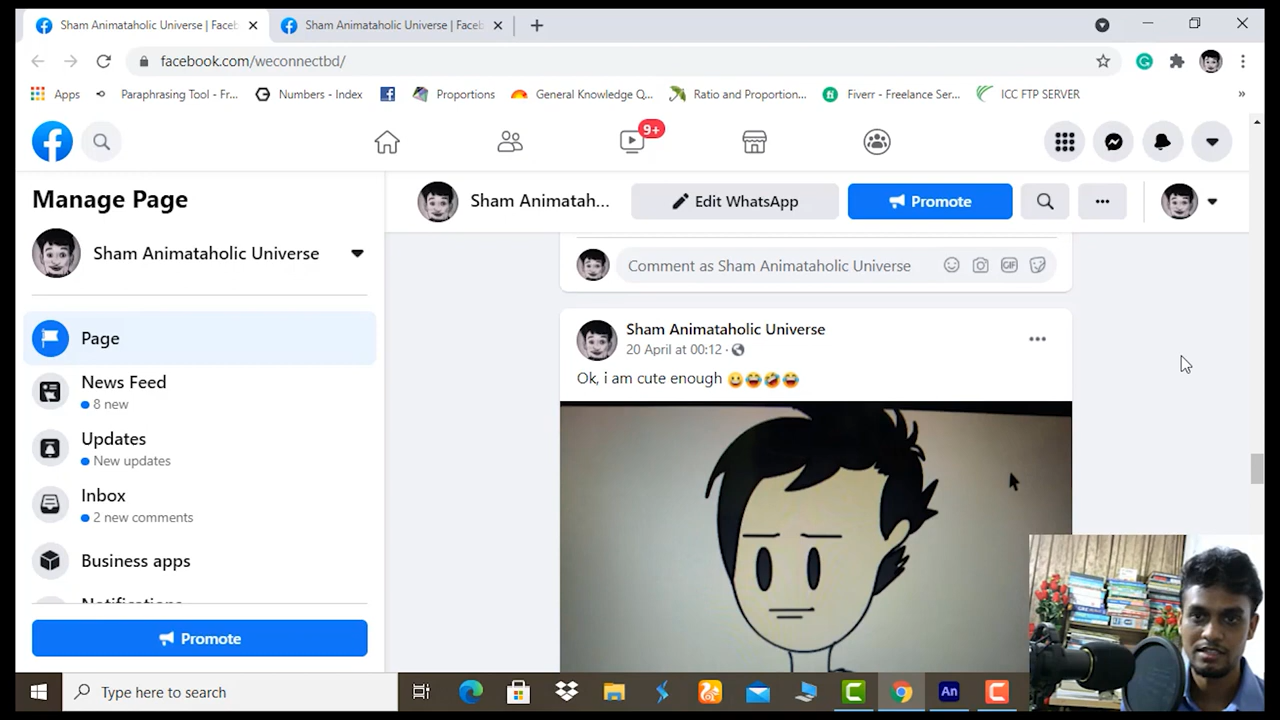 Sham Animataholic Universe | Faceb
Sham Animataholic Universe | Faceb
facebook.com/weconnectbd/
Apps
Paraphrasing Tool - Fr...
Numbers - Index
Proportions
General Knowledge Q...
Ratio and Proportion...
Fiverr - Freelance Ser...
ICC FTP SERVER
»
9+
Manage Page
Sham Animatah...
Edit WhatsApp
Promote
Sham Animataholic Universe
Comment as Sham Animataholic Universe
GIF
Page
Sham Animataholic Universe
20 April at 00:12 ·
Ok, i am cute enough 😀😂🤣😂
News Feed
8 new
Updates
New updates
Inbox
2 new comments
Business apps
Notifications
Promote
Type here to search
An